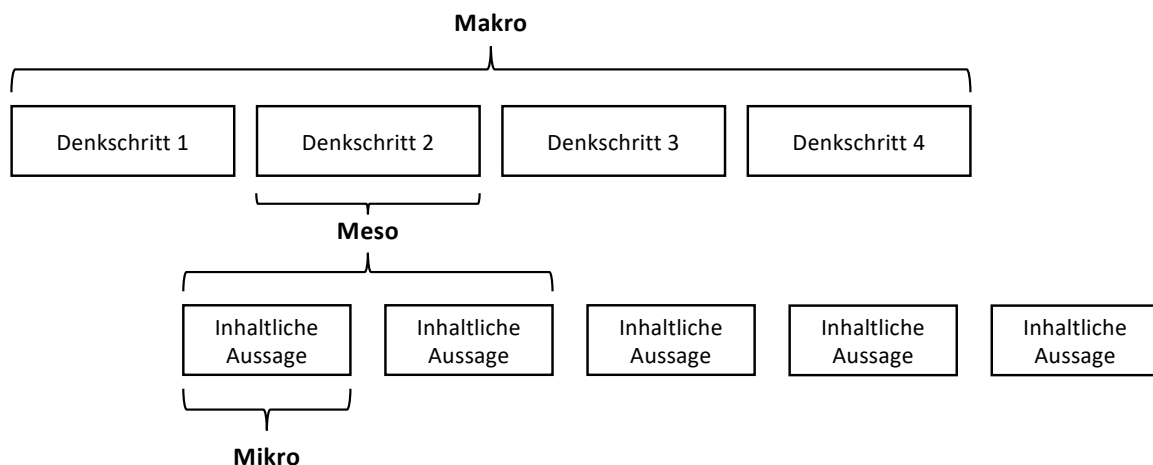 Makro
Denkschritt 1
Denkschritt 2
Denkschritt 3
Denkschritt 4
Meso
Inhaltliche
Aussage
Inhaltliche
Aussage
Inhaltliche
Aussage
Inhaltliche
Aussage
Inhaltliche
Aussage
Mikro